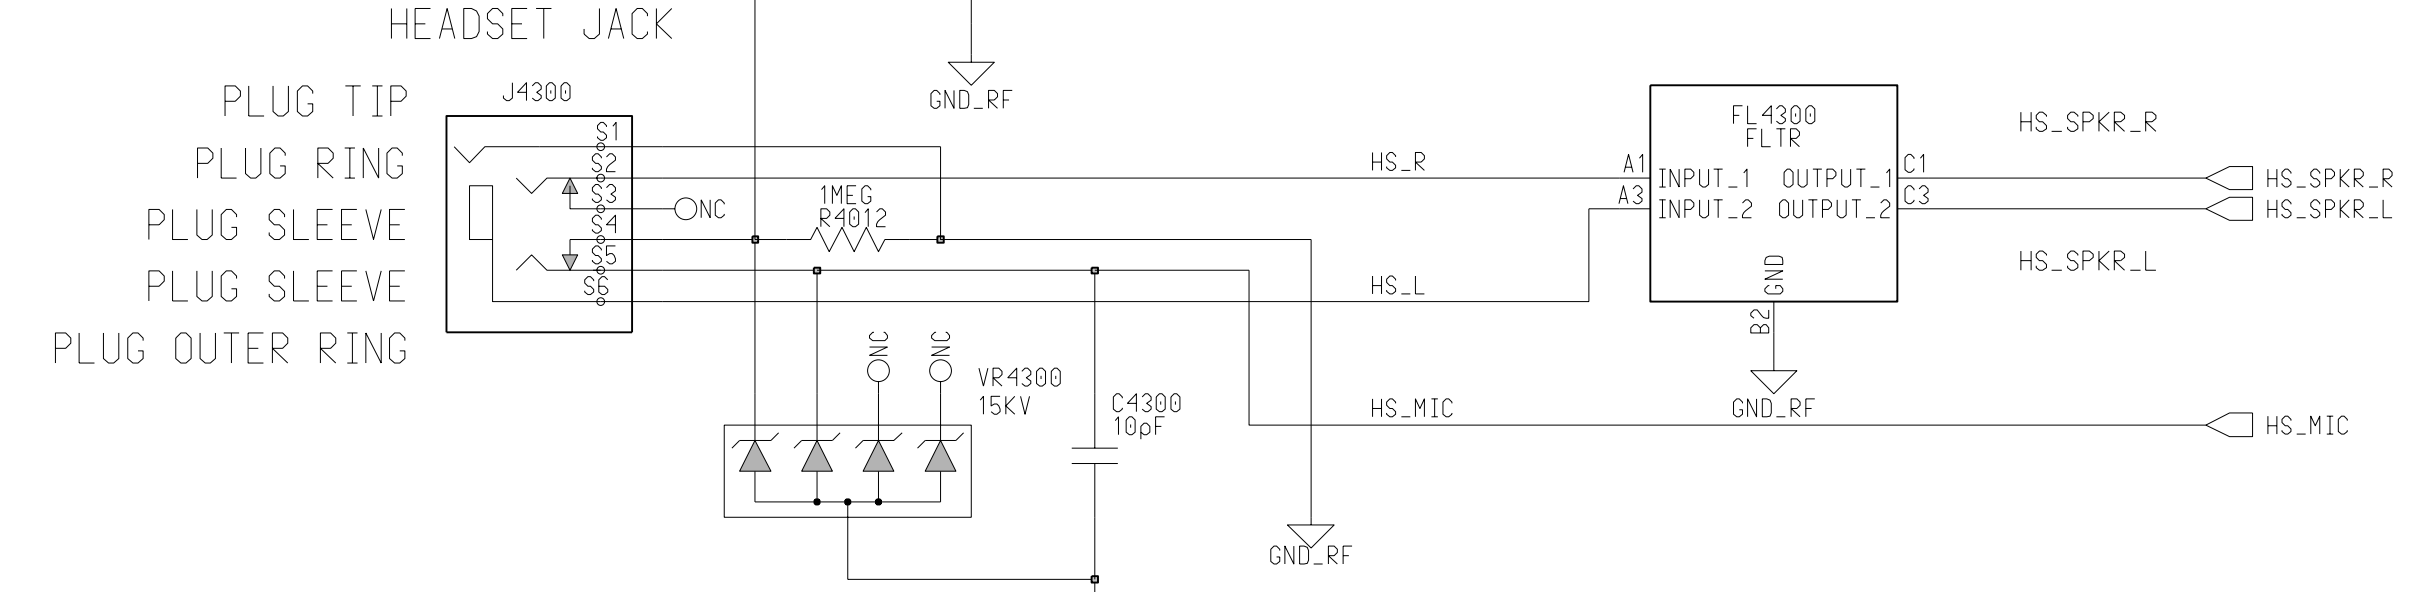 HEADSET JACK
GND_RF
PLUG TIP
PLUG RING
PLUG SLEEVE
PLUG SLEEVE
PLUG OUTER RING
J4300
S1
S2
S3
S4
S5
S6
NC
1MEG
R4012
HS_R
HS_L
FL4300
FLTR
A1
A3
INPUT_1
INPUT_2
OUTPUT_1
OUTPUT_2
C1
C3
GND
B2
GND_RF
HS_SPKR_R
HS_SPKR_R
HS_SPKR_L
HS_SPKR_L
NC
NC
VR4300
15KV
C4300
10pF
HS_MIC
HS_MIC
GND_RF